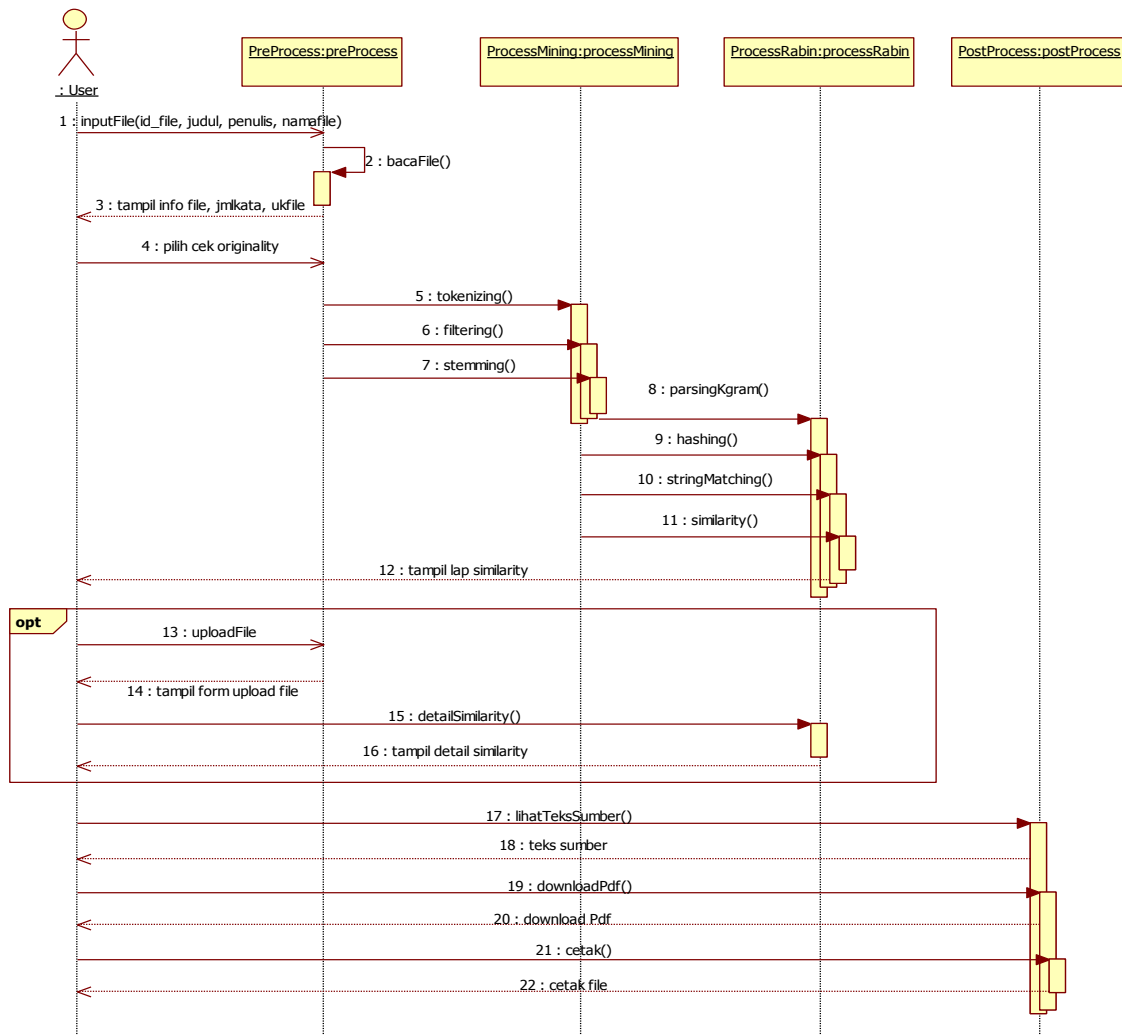 : User
PreProcess:preProcess
ProcessMining:processMining
ProcessRabin:processRabin
PostProcess:postProcess
1 : inputFile(id_file, judul, penulis, namafile)
2 : bacaFile()
3 : tampil info file, jmlkata, ukfile
4 : pilih cek originality
5 : tokenizing()
6 : filtering()
7 : stemming()
8 : parsingKgram()
9 : hashing()
10 : stringMatching()
11 : similarity()
12 : tampil lap similarity
opt
13 : uploadFile
14 : tampil form upload file
15 : detailSimilarity()
16 : tampil detail similarity
17 : lihatTeksSumber()
18 : teks sumber
19 : downloadPdf()
20 : download Pdf
21 : cetak()
22 : cetak file